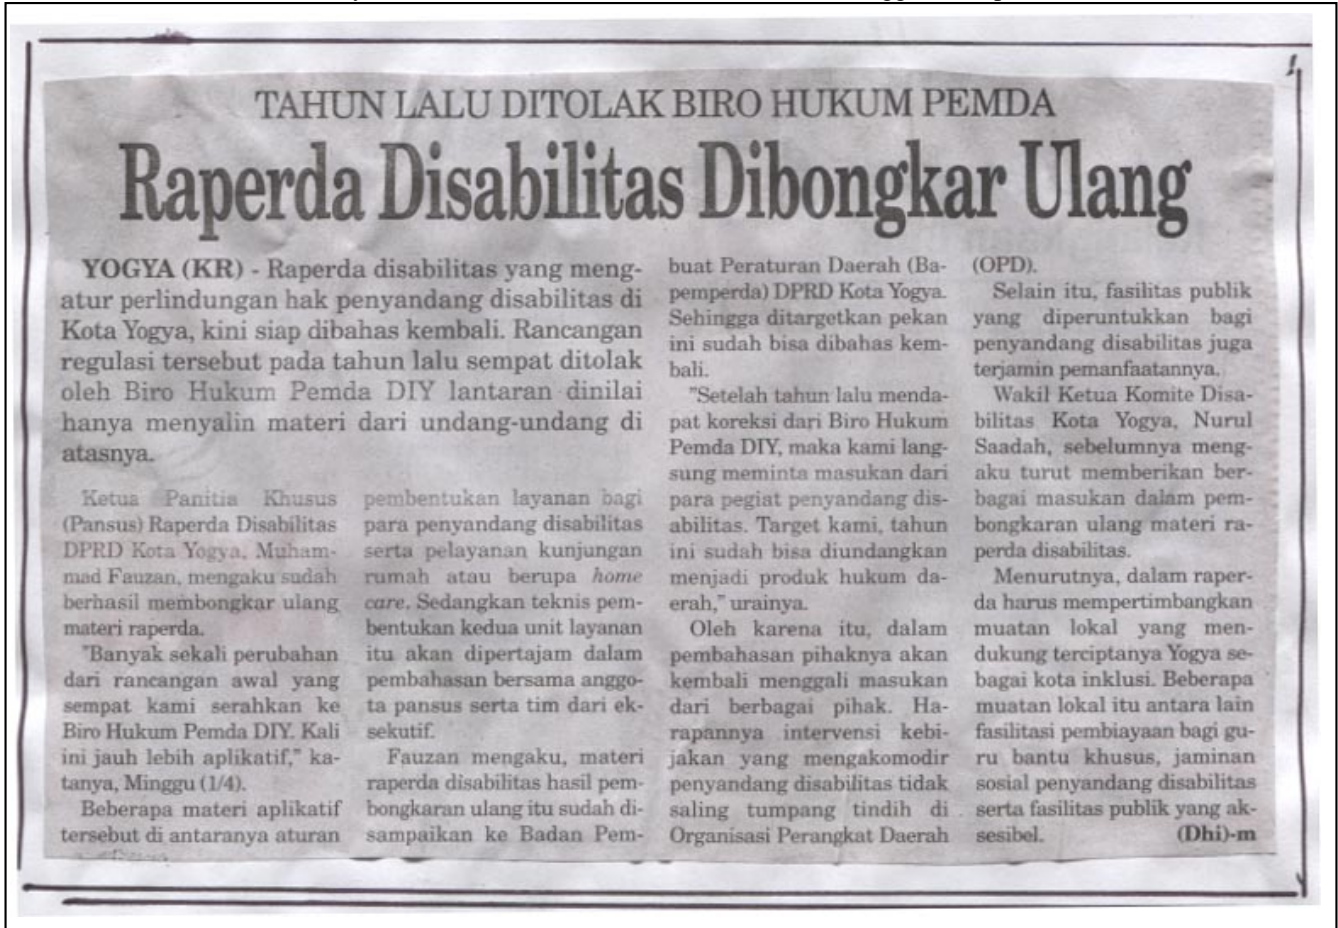 TAHUN LALU DITOLAK BIRO HUKUM PEMDA
Raperda Disabilitas Dibongkar Ulang
YOGYA (KR) - Raperda disabilitas yang meng-
atur perlindungan hak penyandang disabilitas di
Kota Yogya, kini siap dibahas kembali. Rancangan
regulasi tersebut pada tahun lalu sempat ditolak
oleh Biro Hukum Pemda DIY lantaran dinilai
hanya menyalin materi dari undang-undang di
atasnya.
Ketua Panitia Khusus
(Pansus) Raperda Disabilitas
DPRD Kota Yogya, Muham-
mad Fauzan, mengaku sudah
berhasil membongkar ulang
materi raperda.
"Banyak sekali perubahan
dari rancangan awal yang
sempat kami serahkan ke
Biro Hukum Pemda DIY. Kali
ini jauh lebih aplikatif," ka-
tanya, Minggu (1/4).
Beberapa materi aplikatif
tersebut di antaranya aturan
pembentukan layanan bagi
para penyandang disabilitas
serta pelayanan kunjungan
rumah atau berupa home
care. Sedangkan teknis pem-
bentukan kedua unit layanan
itu akan dipertajam dalam
pembahasan bersama anggo-
ta pansus serta tim dari ek-
sekutif.
Fauzan mengaku, materi
raperda disabilitas hasil pem-
bongkaran ulang itu sudah di-
sampaikan ke Badan Pem-
buat Peraturan Daerah (Ba-
pemperda) DPRD Kota Yogya.
Sehingga ditargetkan pekan
ini sudah bisa dibahas kem-
bali.
"Setelah tahun lalu menda-
pat koreksi dari Biro Hukum
Pemda DIY, maka kami lang-
sung meminta masukan dari
para pegiat penyandang dis-
abilitas. Target kami, tahun
ini sudah bisa diundangkan
menjadi produk hukum da-
erah," urainya.
Oleh karena itu, dalam
pembahasan pihaknya akan
kembali menggali masukan
dari berbagai pihak. Ha-
rapannya intervensi kebi-
jakan yang mengakomodir
penyandang disabilitas tidak
saling tumpang tindih di
Organisasi Perangkat Daerah
(OPD).
Selain itu, fasilitas publik
yang diperuntukkan bagi
penyandang disabilitas juga
terjamin pemanfaatannya.
Wakil Ketua Komite Disa-
bilitas Kota Yogya, Nurul
Saadah, sebelumnya meng-
aku turut memberikan ber-
bagai masukan dalam pem-
bongkaran ulang materi ra-
perda disabilitas.
Menurutnya, dalam raper-
da harus mempertimbangkan
muatan lokal yang men-
dukung terciptanya Yogya se-
bagai kota inklusi. Beberapa
muatan lokal itu antara lain
fasilitasi pembiayaan bagi gu-
ru bantu khusus, jaminan
sosial penyandang disabilitas
serta fasilitas publik yang ak-
sesibel. (Dhi)-m